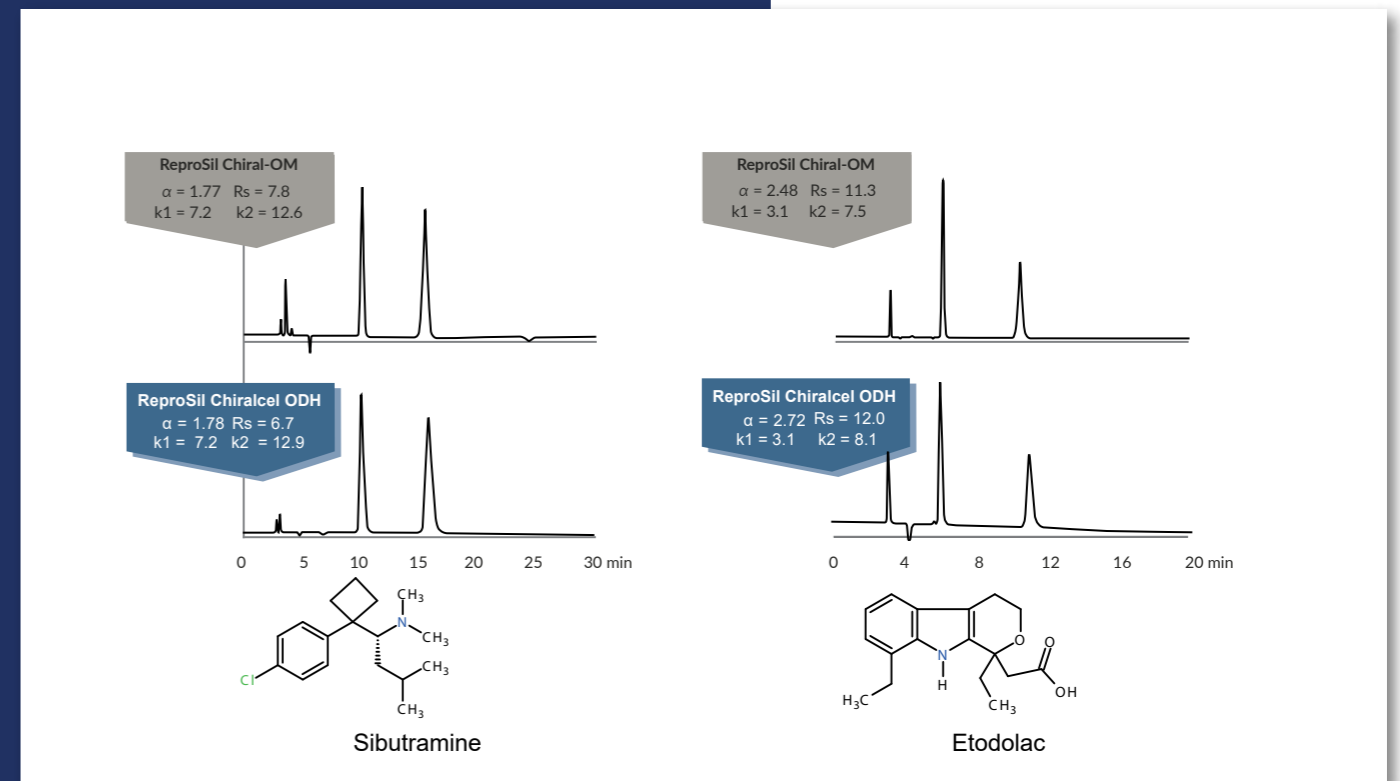 ReproSil Chiral-OM
α = 1.77 Rs = 7.8
k1 = 7.2 k2 = 12.6
ReproSil Chiral-OM
α = 2.48 Rs = 11.3
k1 = 3.1 k2 = 7.5
ReproSil Chiralcel ODH
α = 1.78 Rs = 6.7
k1 = 7.2 k2 = 12.9
ReproSil Chiralcel ODH
α = 2.72 Rs = 12.0
k1 = 3.1 k2 = 8.1
0 5 10 15 20 25 30 min
0 4 8 12 16 20 min
CH3
N
CH3
CH3
Cl
CH3
O
O
N
H
OH
H3C
CH3
Sibutramine
Etodolac